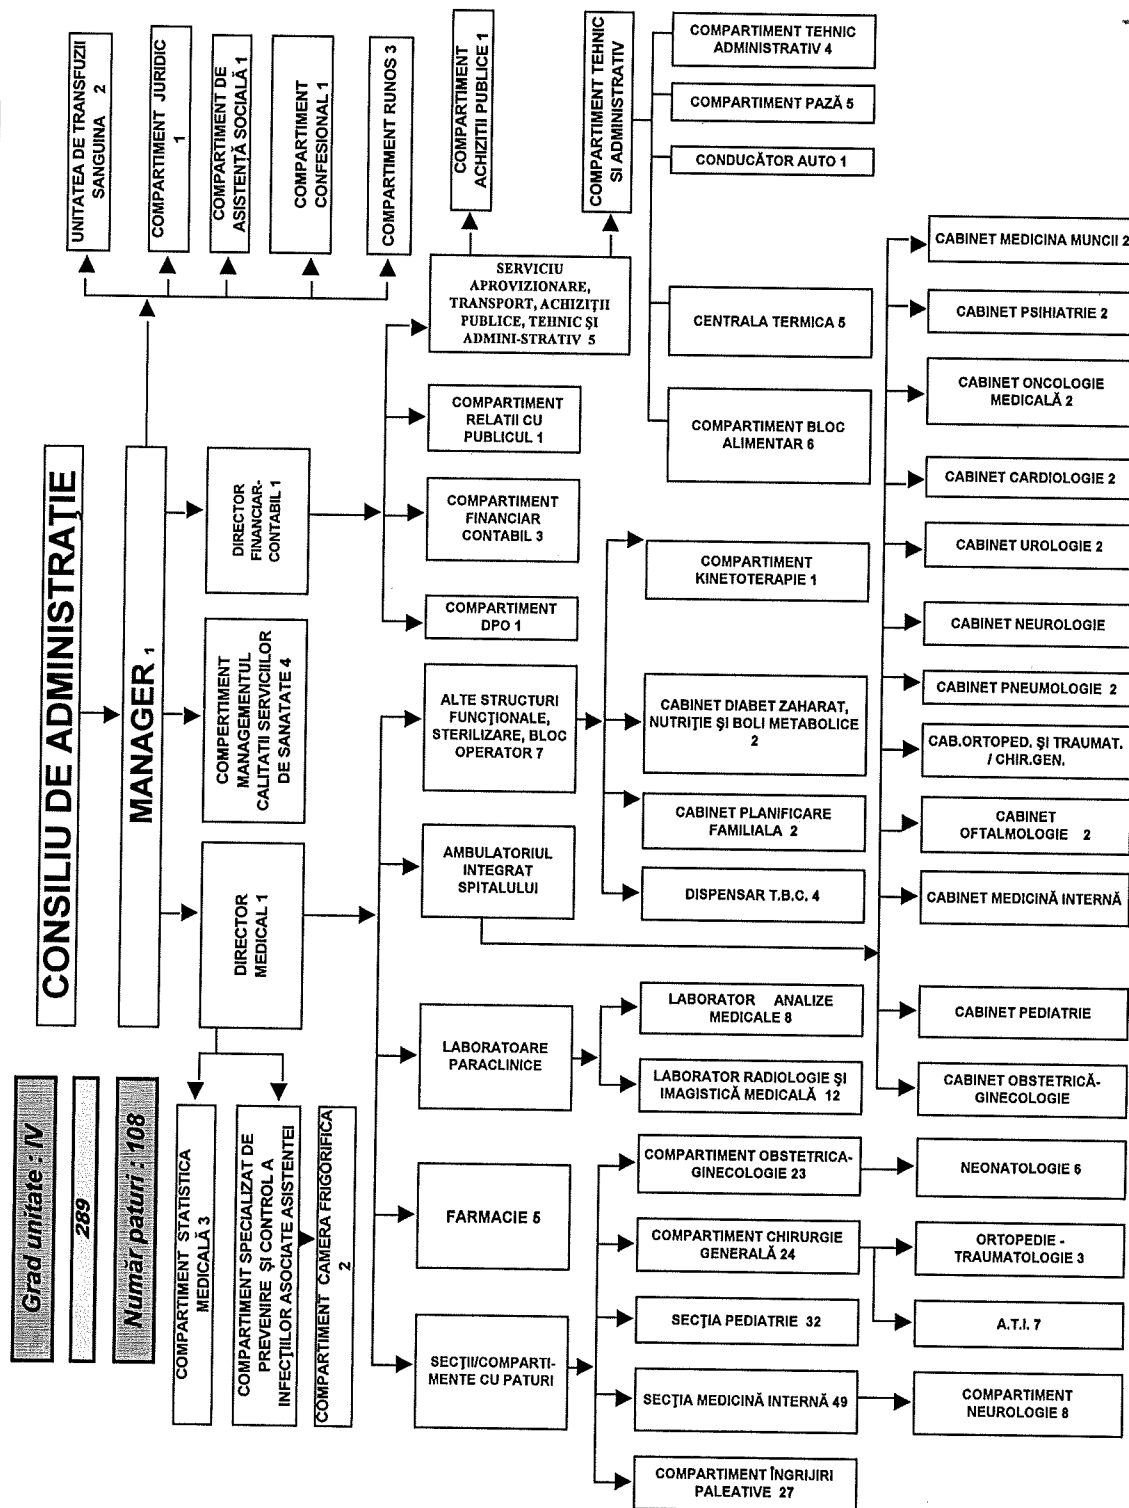 CONSILIU DE ADMINISTRAȚIE
Grad unitate : IV
289
Număr paturi : 108
MANAGER 1
UNITATEA DE TRANSFUZII
SANGUINA 2
COMPARTIMENT JURIDIC
1
COMPARTIMENT DE
ASISTENȚĂ SOCIALĂ 1
COMPARTIMENT
CONFESIONAL 1
COMPARTIMENT RUNOS 3
DIRECTOR
MEDICAL 1
COMPERTIMENT
MANAGEMENTUL
CALITATII SERVICIILOR
DE SANATATE 4
DIRECTOR
FINANCIAR-
CONTABIL 1
COMPARTIMENT STATISTICA
MEDICALĂ 3
COMPARTIMENT SPECIALIZAT DE
PREVENIRE ȘI CONTROL A
INFECȚIILOR ASOCIATE ASISTENTEI
COMPARTIMENT CAMERA FRIGORIFICA
2
COMPARTIMENT
ACHIZITII PUBLICE 1
COMPARTIMENT TEHNIC
SI ADMINISTRATIV
SERVICIU
APROVIZIONARE,
TRANSPORT, ACHIZIȚII
PUBLICE, TEHNIC ȘI
ADMINI-STRATIV 5
COMPARTIMENT
RELATII CU
PUBLICUL 1
COMPARTIMENT
FINANCIAR
CONTABIL 3
COMPARTIMENT
DPO 1
ALTE STRUCTURI
FUNCȚIONALE,
STERILIZARE, BLOC
OPERATOR 7
AMBULATORIUL
INTEGRAT
SPITALULUI
LABORATOARE
PARACLINICE
FARMACIE 5
SECȚII/COMPARTI-
MENTE CU PATURI
COMPARTIMENT TEHNIC
ADMINISTRATIV 4
COMPARTIMENT PAZĂ 5
CONDUCĂTOR AUTO 1
CENTRALA TERMICA 5
COMPARTIMENT BLOC
ALIMENTAR 6
COMPARTIMENT
KINETOTERAPIE 1
CABINET DIABET ZAHARAT,
NUTRIȚIE ȘI BOLI METABOLICE
2
CABINET PLANIFICARE
FAMILIALA 2
DISPENSAR T.B.C. 4
LABORATOR ANALIZE
MEDICALE 8
LABORATOR RADIOLOGIE ȘI
IMAGISTICĂ MEDICALĂ 12
COMPARTIMENT OBSTETRICA-
GINECOLOGIE 23
COMPARTIMENT CHIRURGIE
GENERALĂ 24
SECȚIA PEDIATRIE 32
SECȚIA MEDICINĂ INTERNĂ 49
COMPARTIMENT ÎNGRIJIRI
PALEATIVE 27
CABINET MEDICINA MUNCII 2
CABINET PSIHIATRIE 2
CABINET ONCOLOGIE
MEDICALĂ 2
CABINET CARDIOLOGIE 2
CABINET UROLOGIE 2
CABINET NEUROLOGIE
CABINET PNEUMOLOGIE 2
CAB.ORTOPED. ȘI TRAUMAT.
/ CHIR.GEN.
CABINET
OFTALMOLOGIE 2
CABINET MEDICINĂ INTERNĂ
CABINET PEDIATRIE
CABINET OBSTETRICĂ-
GINECOLOGIE
NEONATOLOGIE 6
ORTOPEDIE -
TRAUMATOLOGIE 3
A.T.I. 7
COMPARTIMENT
NEUROLOGIE 8